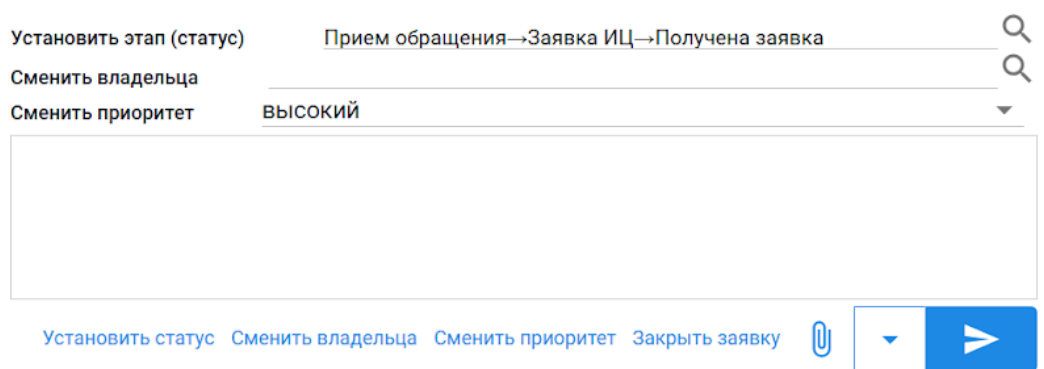 Установить этап (статус) Прием обращения→Заявка ИЦ→Получена заявка
Сменить владельца
Сменить приоритет высокий
Установить статус Сменить владельца Сменить приоритет Закрыть заявку